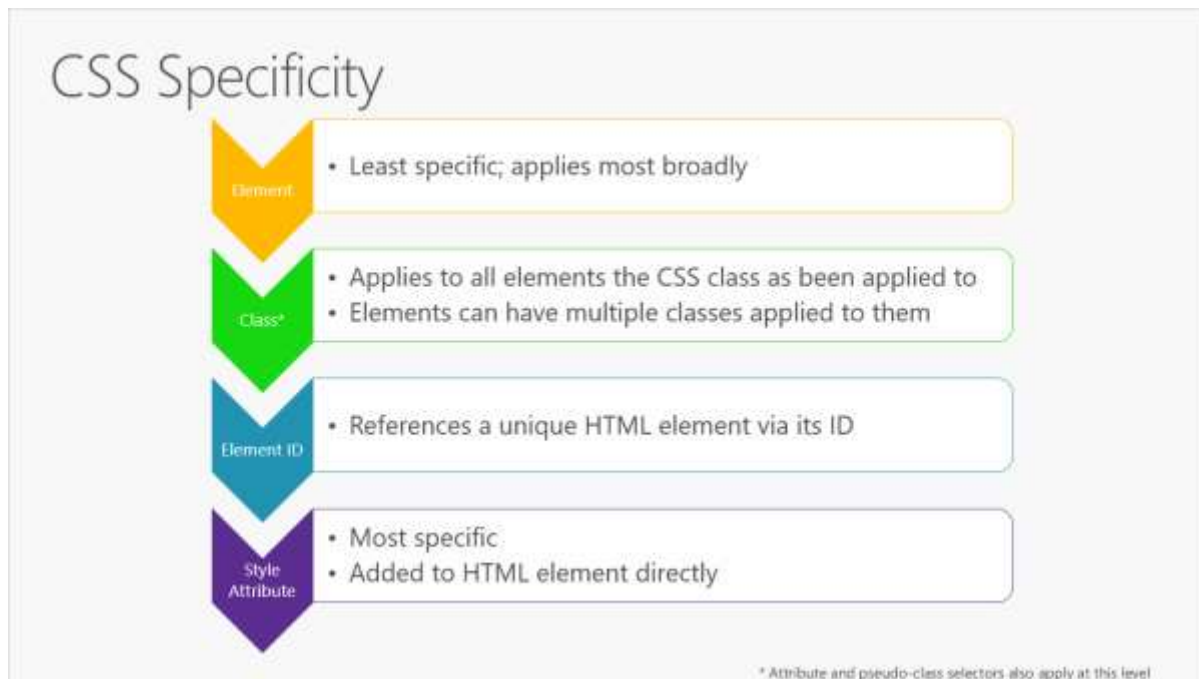 CSS Specificity
Element
• Least specific; applies most broadly
Class*
• Applies to all elements the CSS class as been applied to
• Elements can have multiple classes applied to them
Element ID
• References a unique HTML element via its ID
Style
Attribute
• Most specific
• Added to HTML element directly
* Attribute and pseudo-class selectors also apply at this level